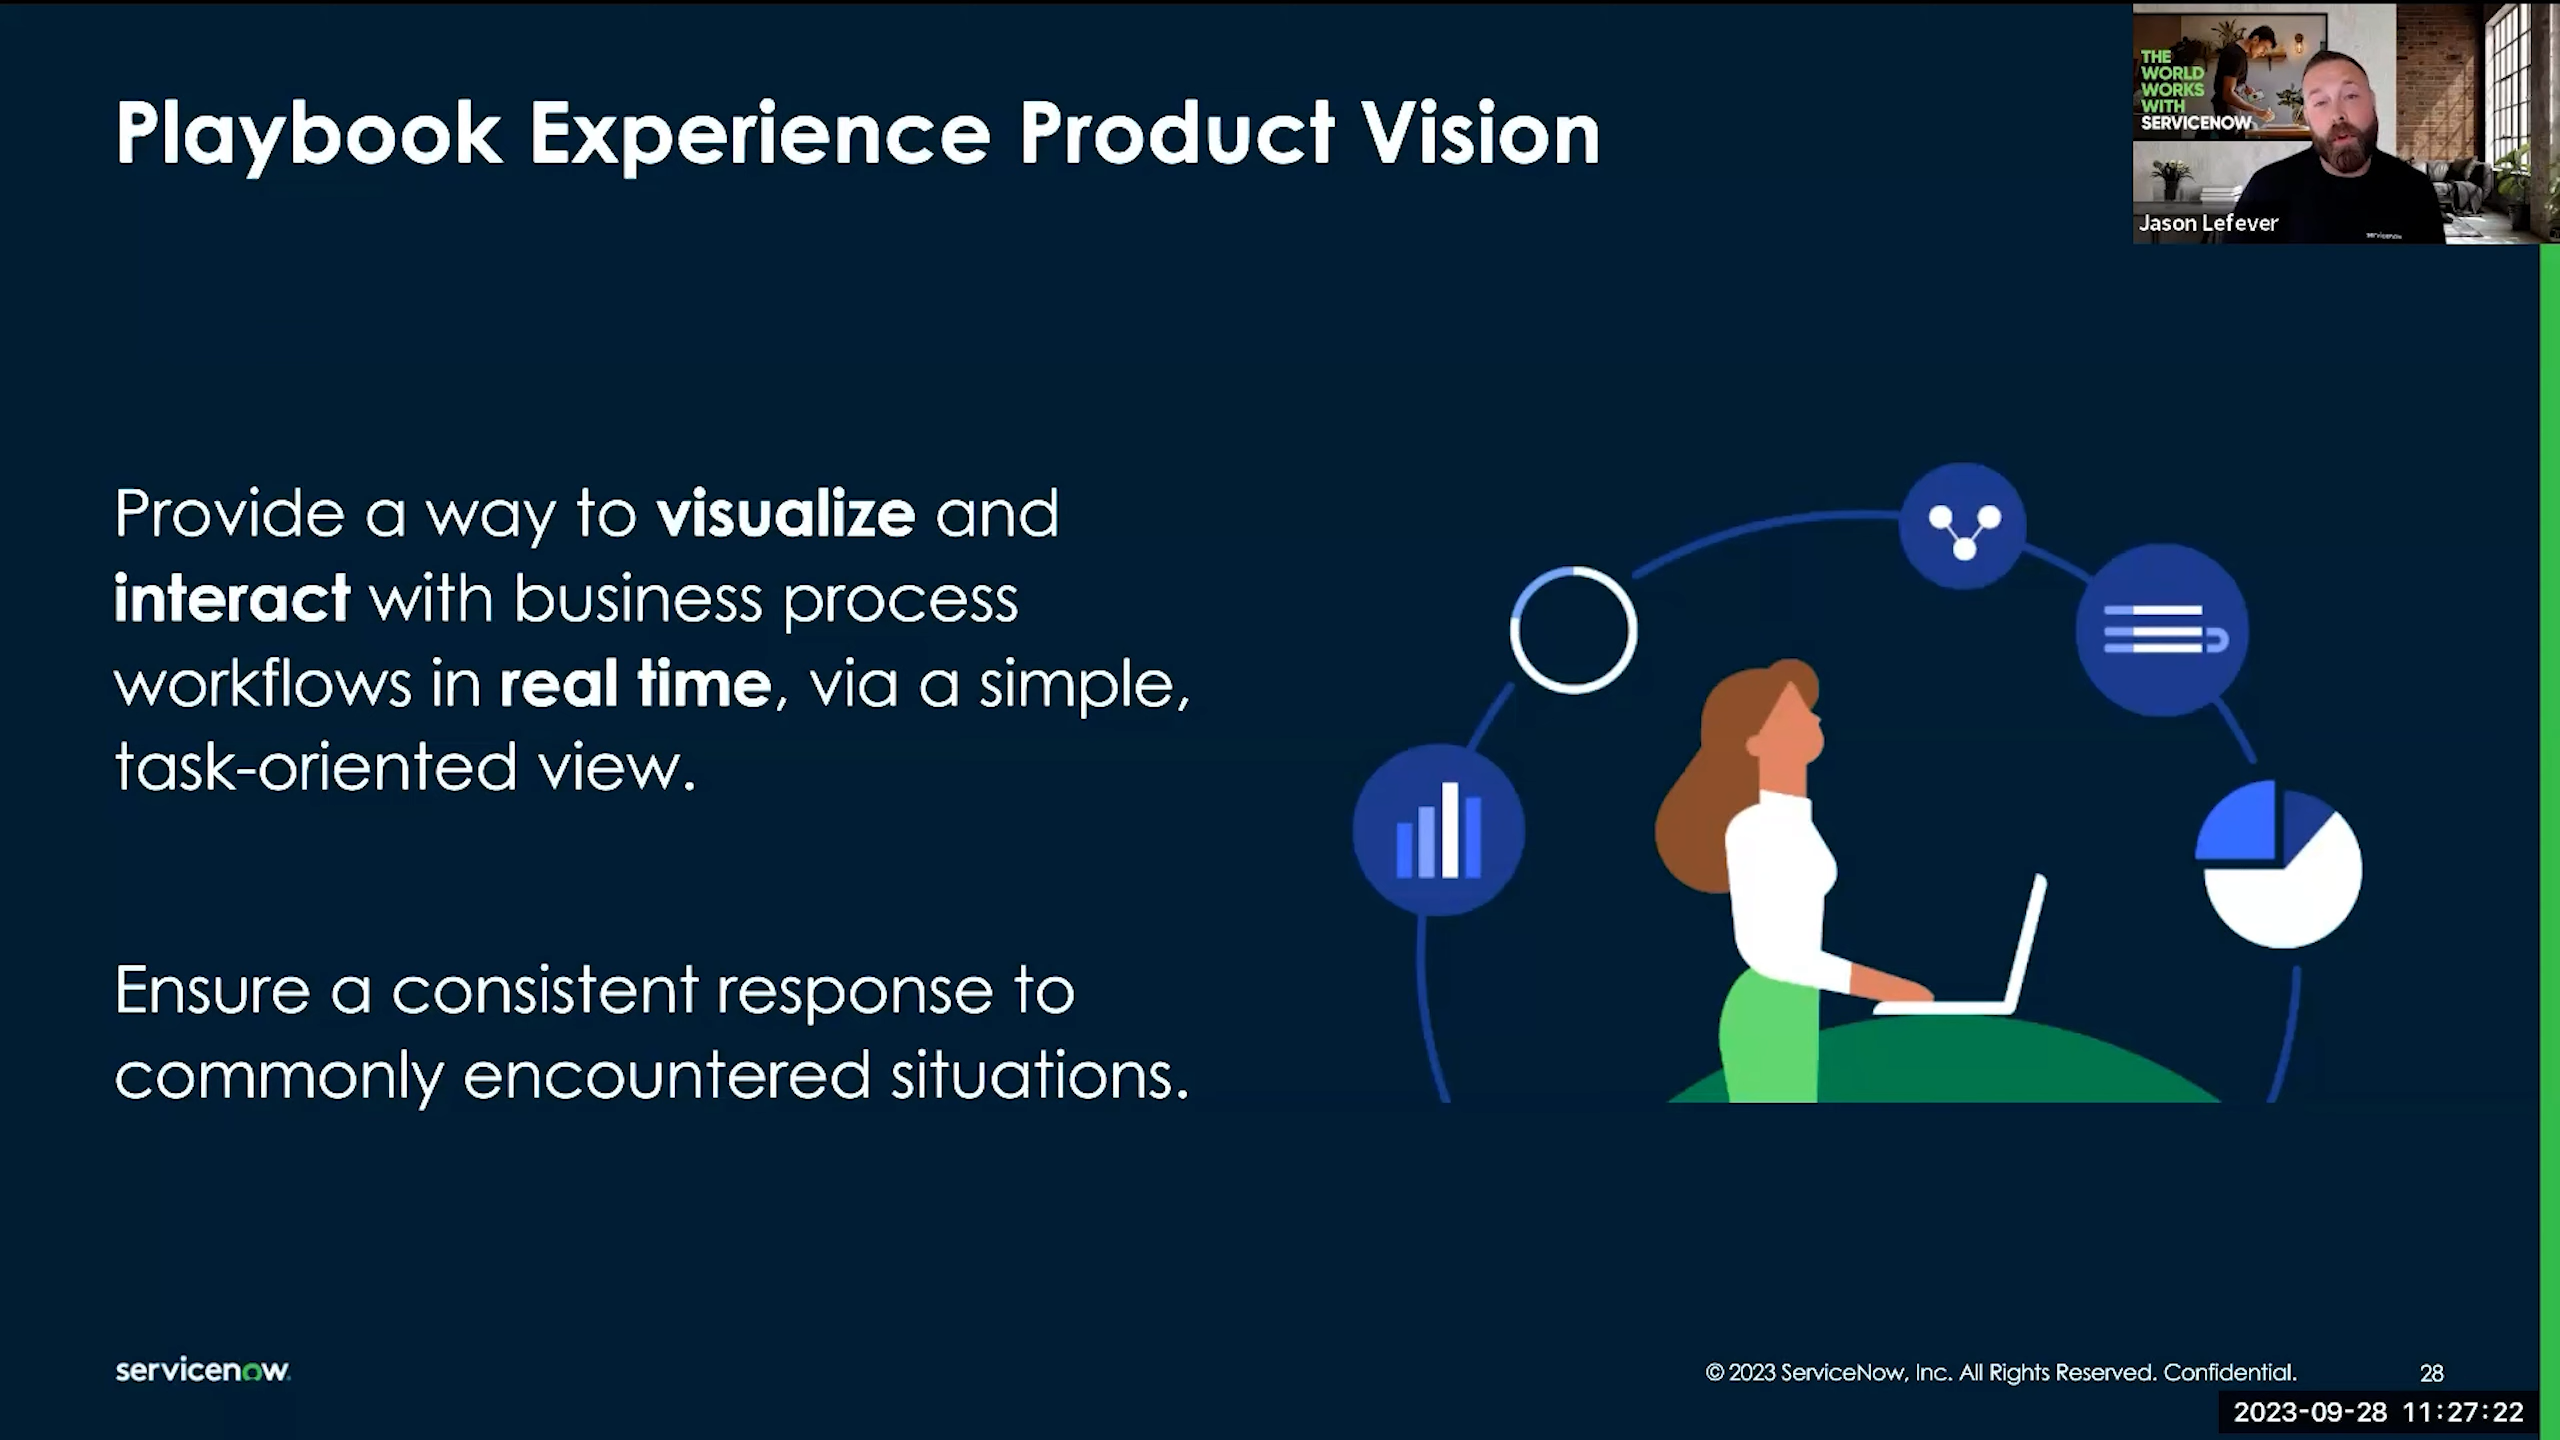 Playbook Experience Product Vision
THE
WORLD
WORKS
WITH
SERVICENOW
Jason Lefever
servicenow
Provide a way to visualize and
interact with business process
workflows in real time, via a simple,
task-oriented view.
Ensure a consistent response to
commonly encountered situations.
servicenow.
© 2023 ServiceNow, Inc. All Rights Reserved. Confidential.
28
2023-09-28 11:27:22